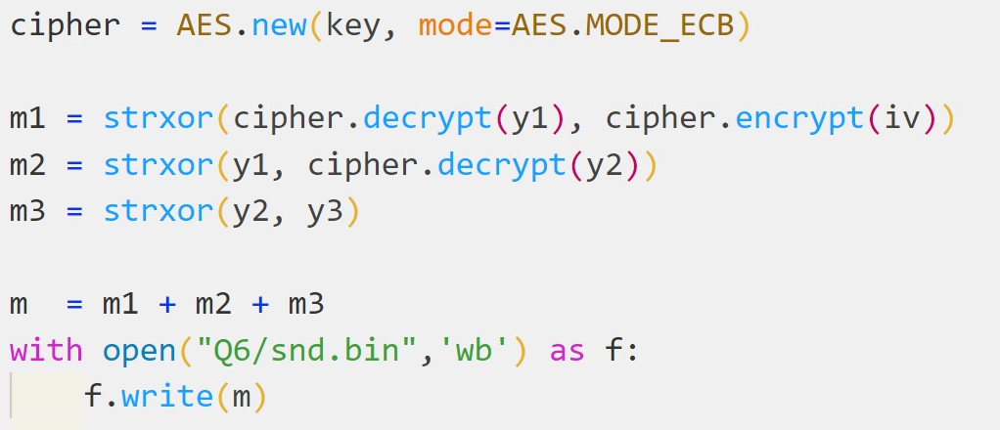 cipher = AES.new(key, mode=AES.MODE_ECB)
m1 = strxor(cipher.decrypt(y1), cipher.encrypt(iv))
m2 = strxor(y1, cipher.decrypt(y2))
m3 = strxor(y2, y3)
m  = m1 + m2 + m3
with open("Q6/snd.bin",'wb') as f:
    f.write(m)